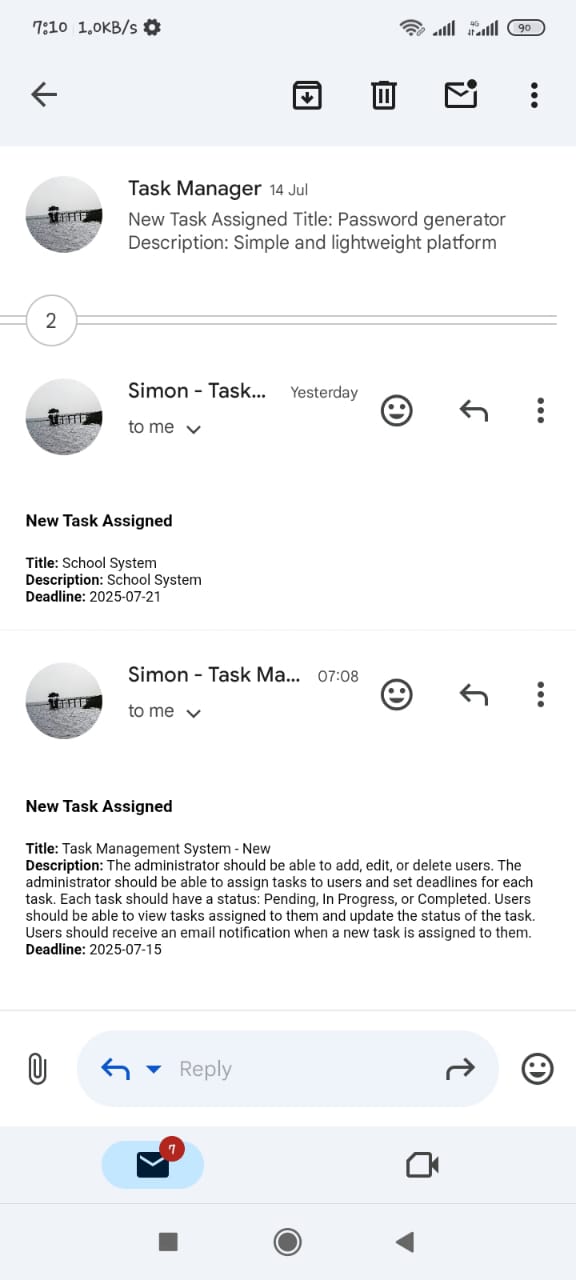 7:10 1,0KB/s
4G
90
Task Manager 14 Jul
New Task Assigned Title: Password generator
Description: Simple and lightweight platform
2
Simon - Task... Yesterday
to me
New Task Assigned
Title: School System
Description: School System
Deadline: 2025-07-21
Simon - Task Ma... 07:08
to me
New Task Assigned
Title: Task Management System - New
Description: The administrator should be able to add, edit, or delete users. The
administrator should be able to assign tasks to users and set deadlines for each
task. Each task should have a status: Pending, In Progress, or Completed. Users
should be able to view tasks assigned to them and update the status of the task.
Users should receive an email notification when a new task is assigned to them.
Deadline: 2025-07-15
Reply
7